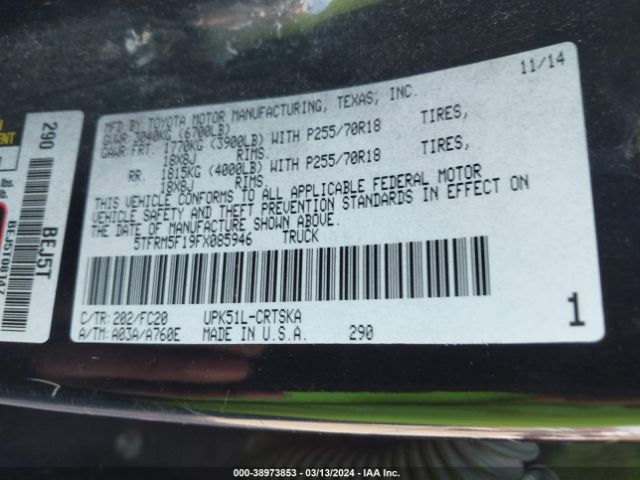 11/14
MFD BY: TOYOTA MOTOR MANUFACTURING, TEXAS, INC.
GVWR: 3040KG (6700LB)
GAWR: FRT. 1770KG (3900LB) WITH P255/70R18 TIRES,
18X8J RIMS.
RR. 1815KG (4000LB) WITH P255/70R18 TIRES,
18X8J RIMS.
THIS VEHICLE CONFORMS TO ALL APPLICABLE FEDERAL MOTOR
VEHICLE SAFETY AND THEFT PREVENTION STANDARDS IN EFFECT ON
THE DATE OF MANUFACTURE SHOWN ABOVE.
5TFRM5F19FX085946 TRUCK
C/TR: 202/FC20 UPK51L-CRTSKA
A/TM: A03A/A760E MADE IN U.S.A. 290
1
290
BEJ5T
BEJ5T08147
lbs.
000-38973853 — 03/13/2024 — IAA Inc.